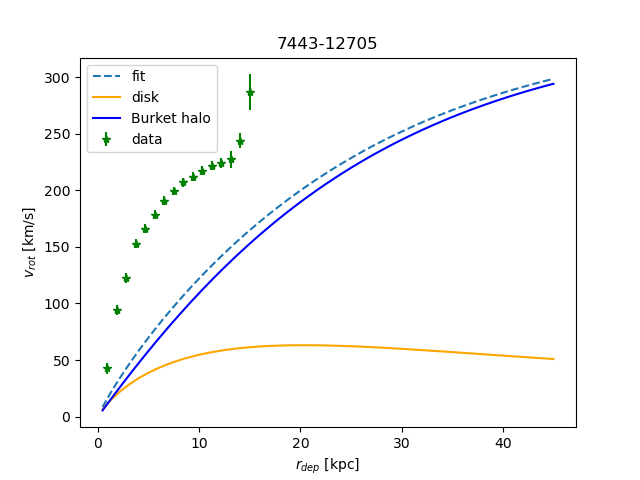 7443-12705
fit
disk
Burket halo
data
300
250
200
150
100
50
0
v_rot [km/s]
0 10 20 30 40
r_dep [kpc]